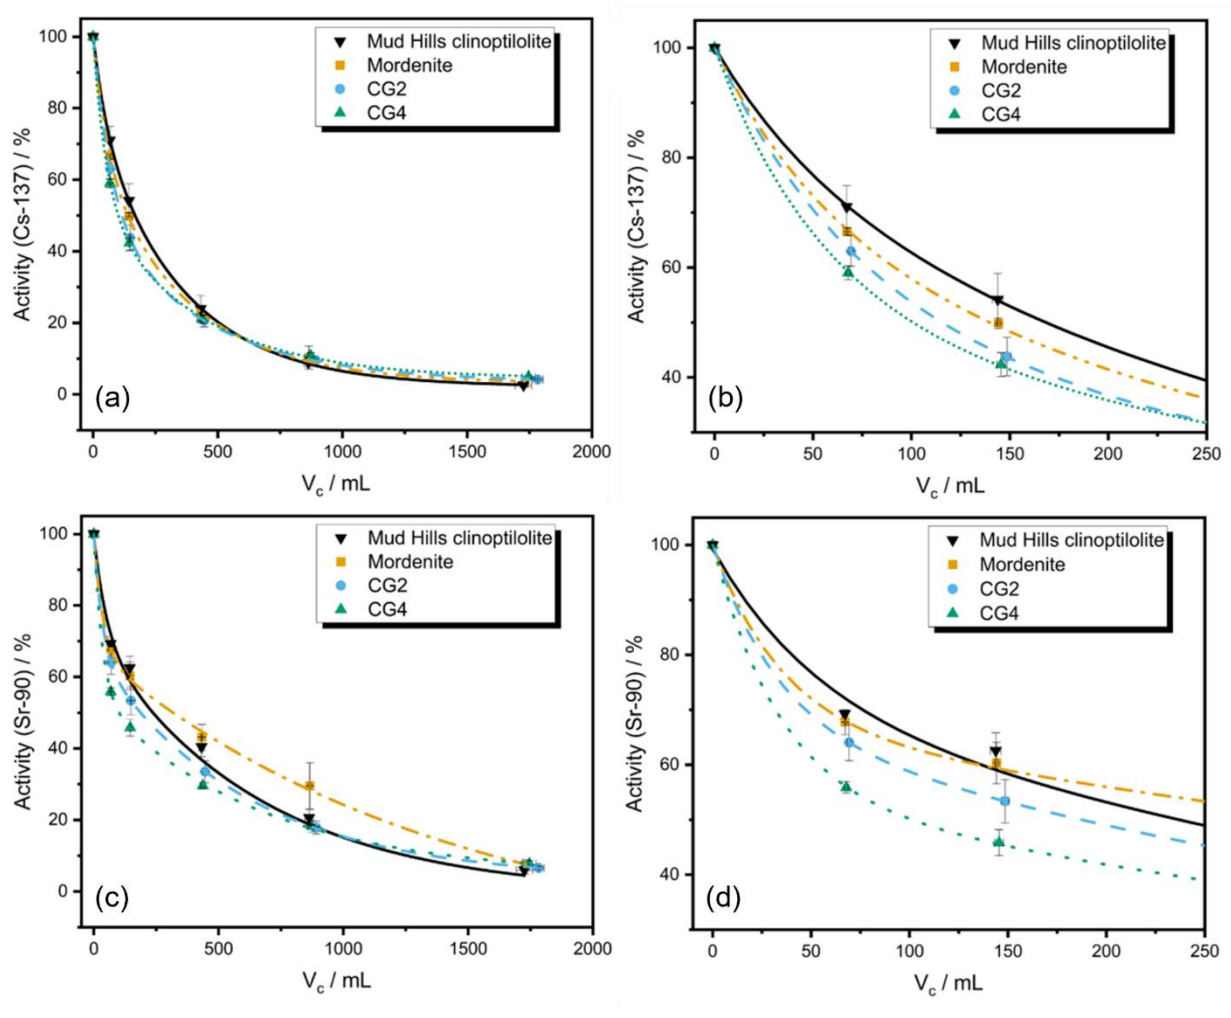 Activity (Cs-137) / %
100
80
60
40
20
0
Mud Hills clinoptilolite
Mordenite
CG2
CG4
(a)
0
500
1000
1500
2000
V_c / mL
Activity (Cs-137) / %
100
80
60
40
Mud Hills clinoptilolite
Mordenite
CG2
CG4
(b)
0
50
100
150
200
250
V_c / mL
Activity (Sr-90) / %
100
80
60
40
20
0
Mud Hills clinoptilolite
Mordenite
CG2
CG4
(c)
0
500
1000
1500
2000
V_c / mL
Activity (Sr-90) / %
100
80
60
40
Mud Hills clinoptilolite
Mordenite
CG2
CG4
(d)
0
50
100
150
200
250
V_c / mL